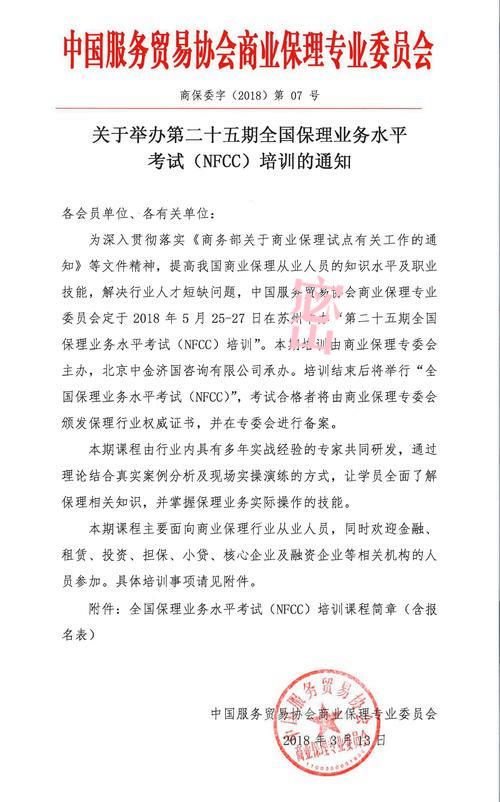 中国服务贸易协会商业保理专业委员会
商保委字（2018）第 07 号
关于举办第二十五期全国保理业务水平
考试（NFCC）培训的通知
各会员单位、各有关单位：
为深入贯彻落实《商务部关于商业保理试点有关工作的通
知》等文件精神，提高我国商业保理从业人员的知识水平及职业
技能，解决行业人才短缺问题，中国服务贸易协会商业保理专业
委员会定于 2018 年 5 月 25-27 日在苏州 第二十五期全国
保理业务水平考试（NFCC）培训”。本期培训由商业保理专委会
主办，北京中金济国咨询有限公司承办。培训结束后将举行“全
国保理业务水平考试（NFCC）”，考试合格者将由商业保理专委会
颁发保理行业权威证书，并在专委会进行备案。
本期课程由行业内具有多年实战经验的专家共同研发，通过
理论结合真实案例分析及现场实操演练的方式，让学员全面了解
保理相关知识，并掌握保理业务实际操作的技能。
本期课程主要面向商业保理行业从业人员，同时欢迎金融、
租赁、投资、担保、小贷、核心企业及融资企业等相关机构的人
员参加。具体培训事项请见附件。
附件：全国保理业务水平考试（NFCC）培训课程简章（含报
名表）
中国服务贸易协会商业保理专业委员会
2018 年 3 月 13 日
中国服务贸易协会
商业保理专业委员会